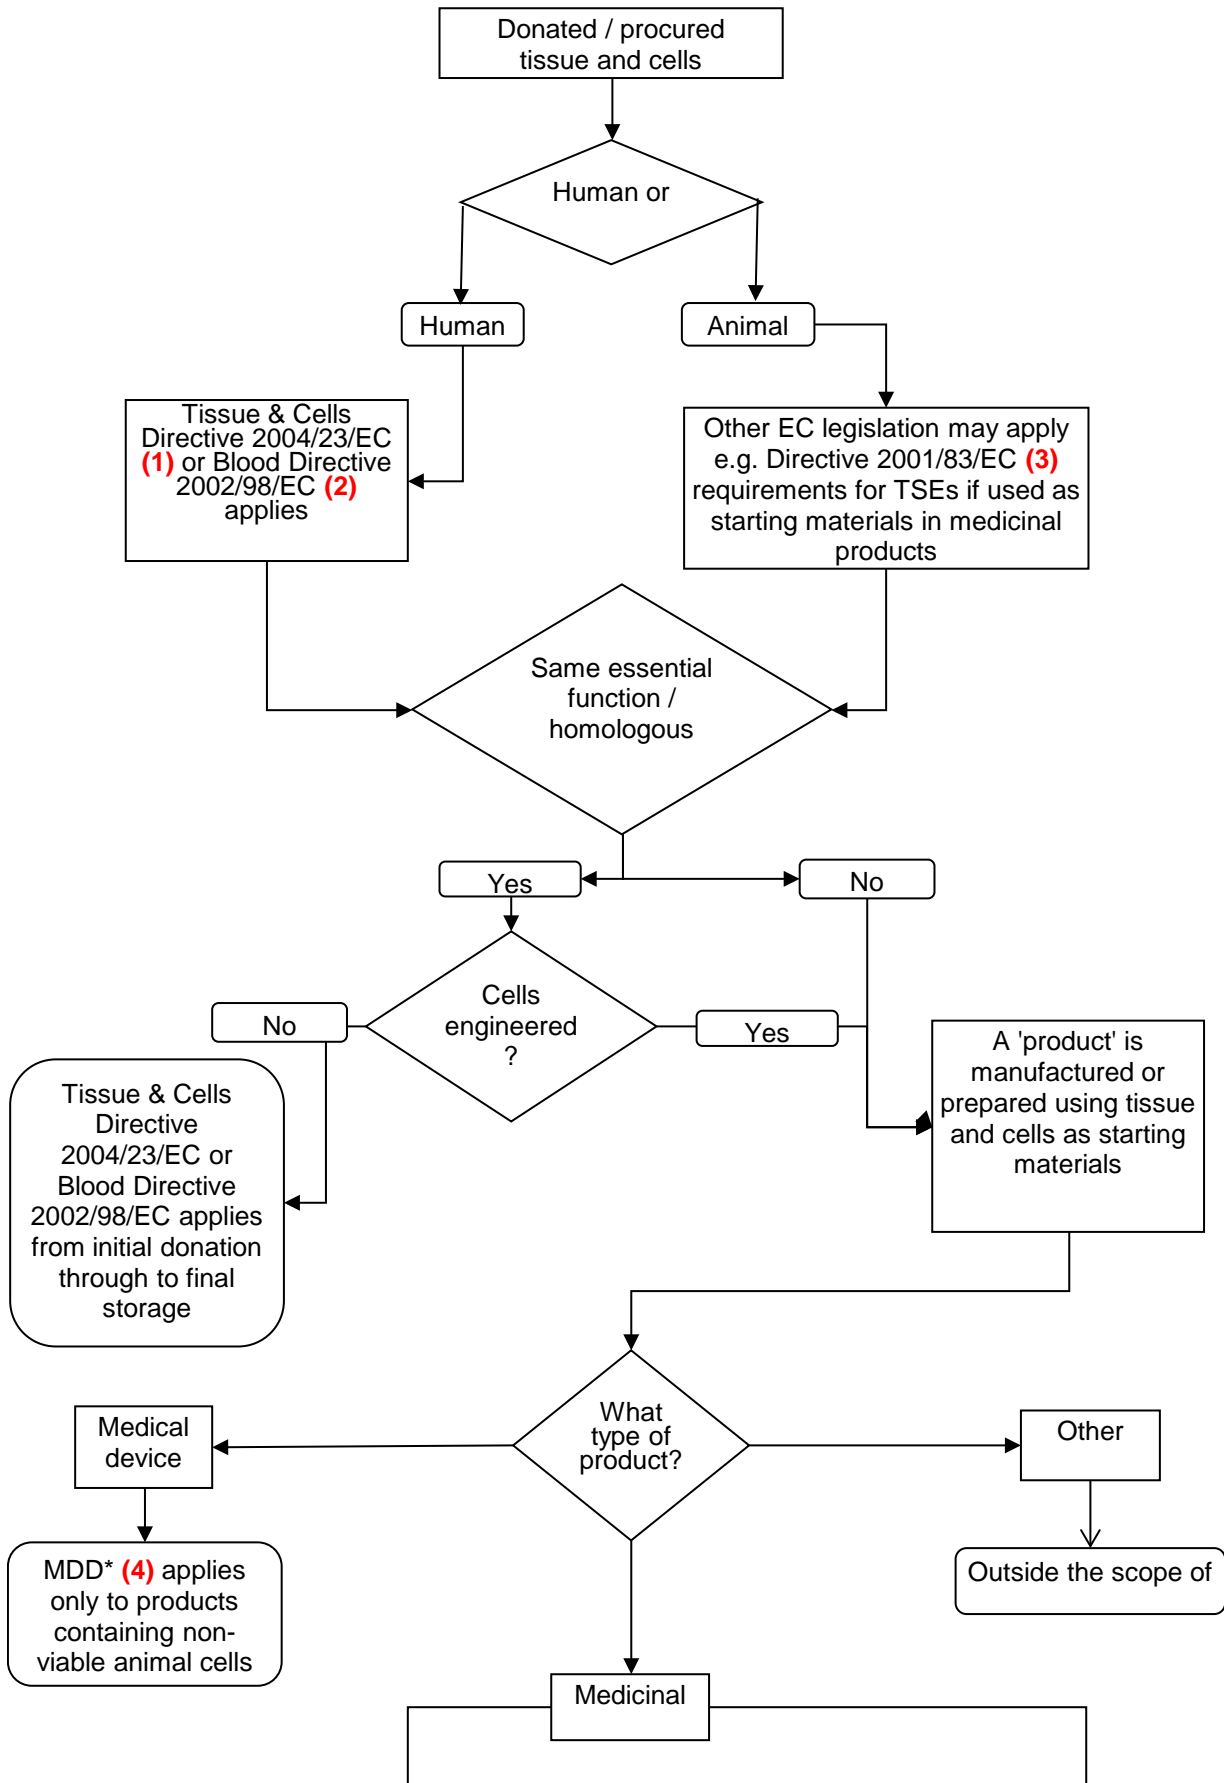 Donated / procured
tissue and cells
Human or
Human
Animal
Tissue & Cells
Directive 2004/23/EC
(1) or Blood Directive
2002/98/EC (2)
applies
Other EC legislation may apply
e.g. Directive 2001/83/EC (3)
requirements for TSEs if used as
starting materials in medicinal
products
Same essential
function /
homologous
Yes
No
Cells
engineered
?
No
Yes
A 'product' is
manufactured or
prepared using tissue
and cells as starting
materials
Tissue & Cells
Directive
2004/23/EC or
Blood Directive
2002/98/EC applies
from initial donation
through to final
storage
What
type of
product?
Medical
device
Other
MDD* (4) applies
only to products
containing non-
viable animal cells
Outside the scope of
Medicinal